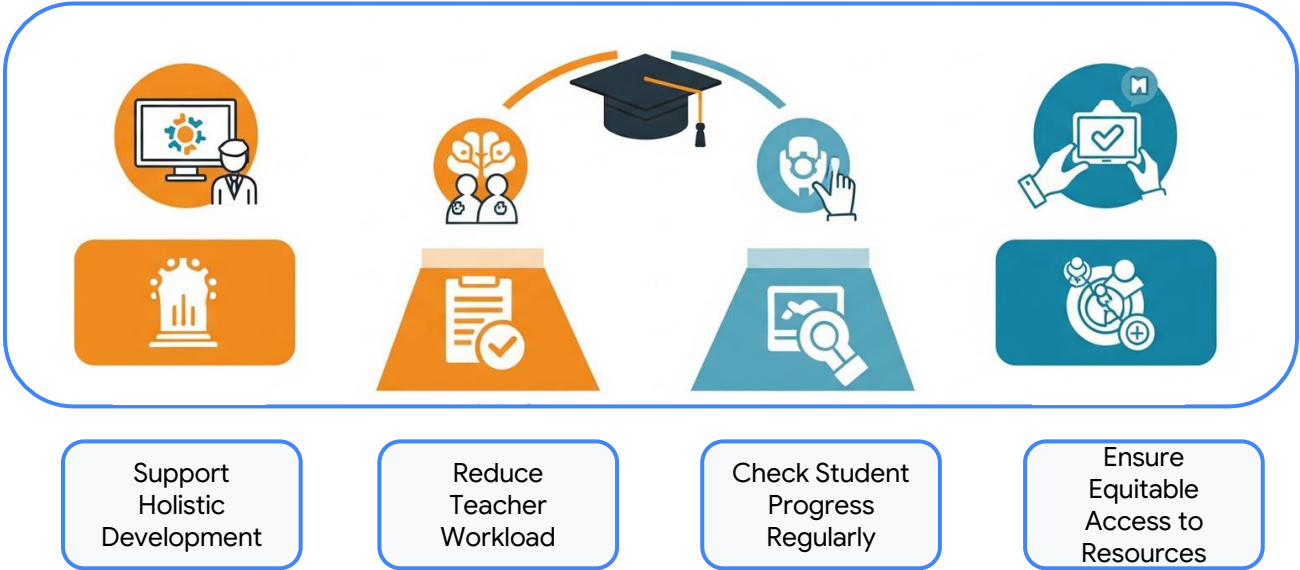 Support
Holistic
Development
Reduce
Teacher
Workload
Check Student
Progress
Regularly
Ensure
Equitable
Access to
Resources